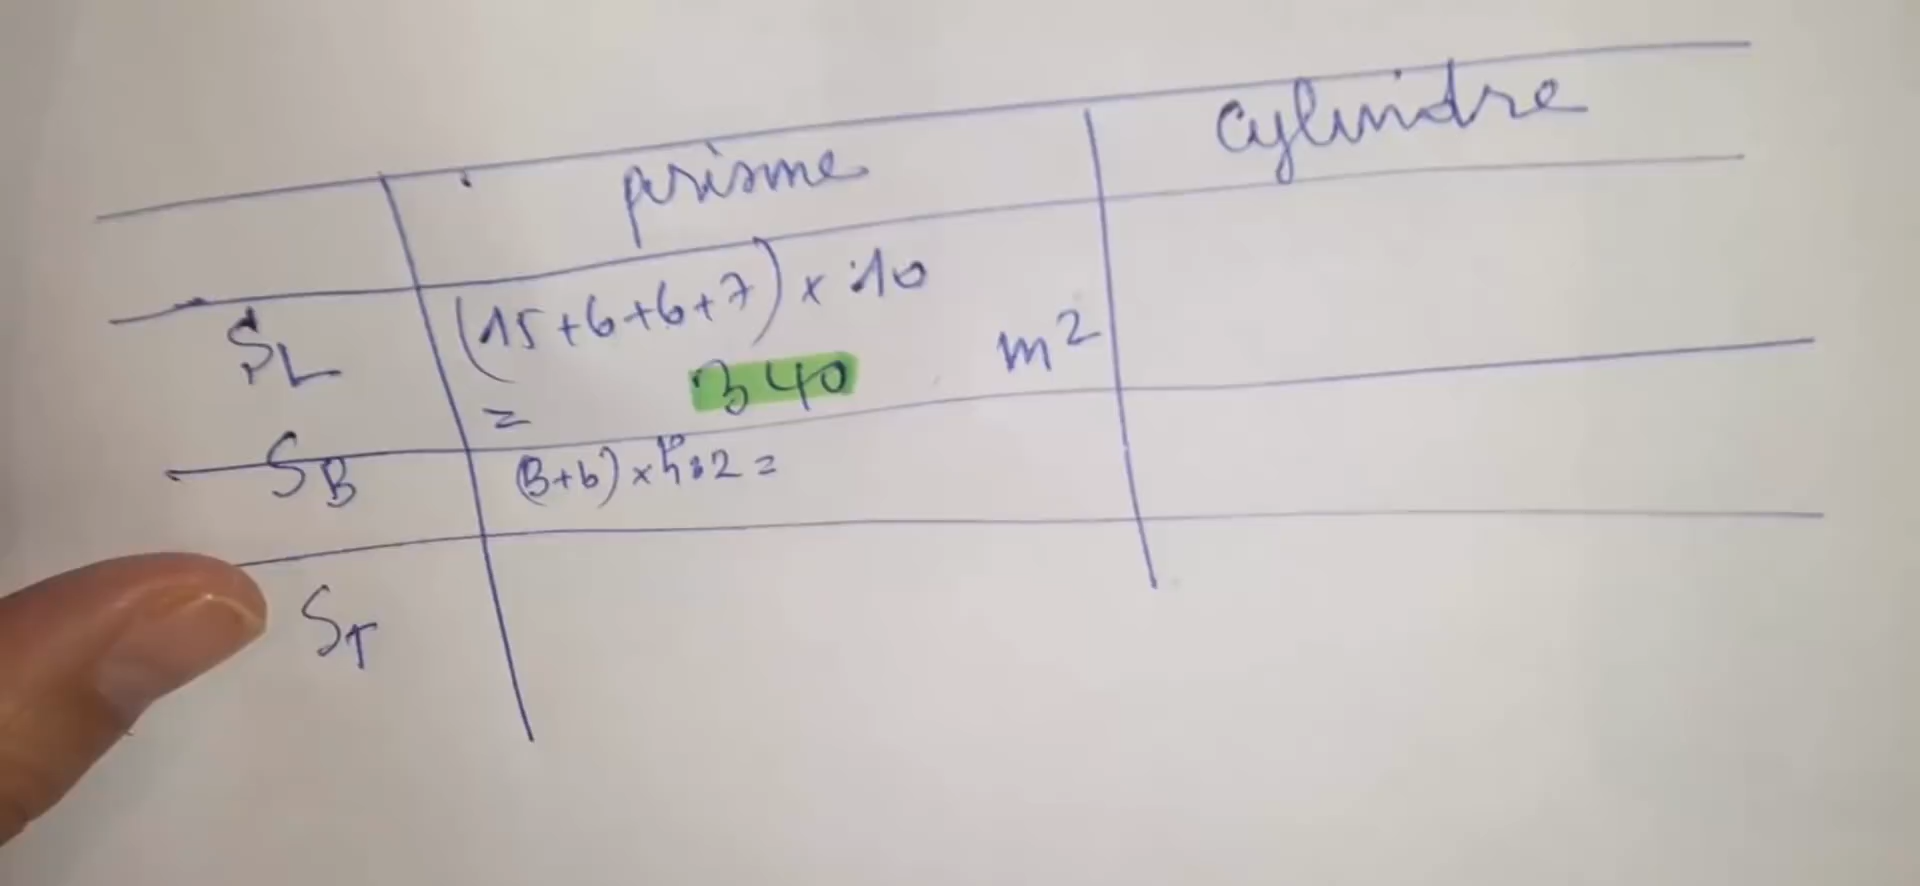 prisme cylindre
SL (15+6+6+7) × 10
= 340 m²
SB (B+b) × h:2 =
ST